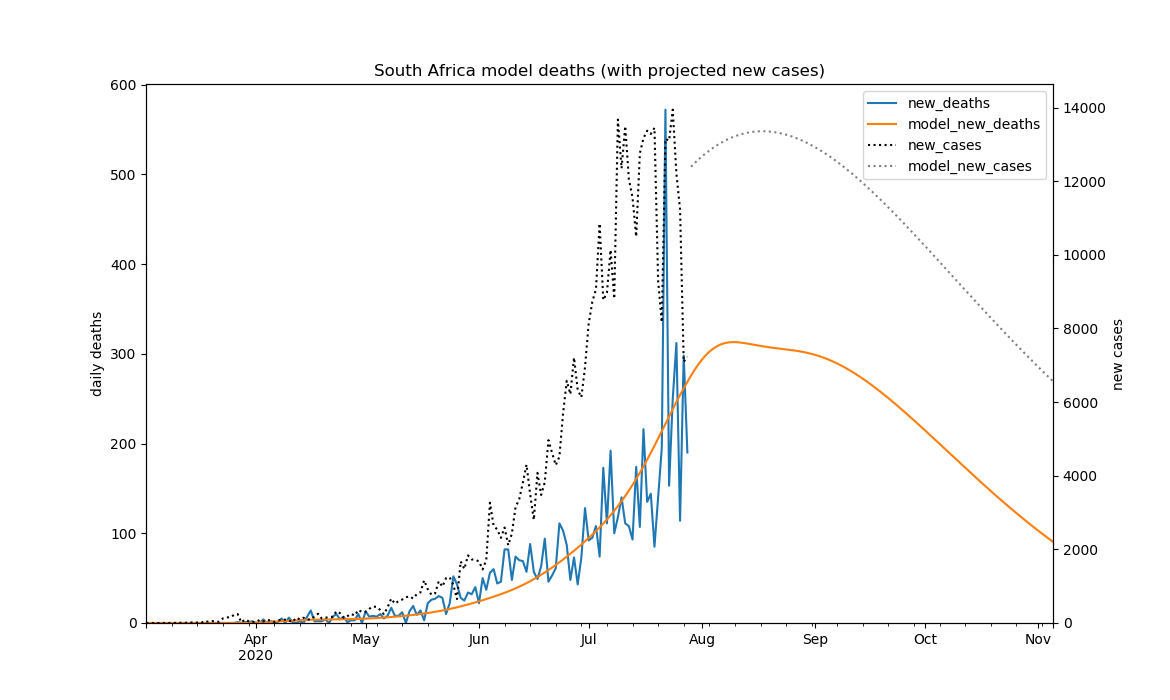 South Africa model deaths (with projected new cases)
new_deaths
model_new_deaths
new_cases
model_new_cases
daily deaths
new cases
600
500
400
300
200
100
0
14000
12000
10000
8000
6000
4000
2000
0
Apr
2020
May
Jun
Jul
Aug
Sep
Oct
Nov